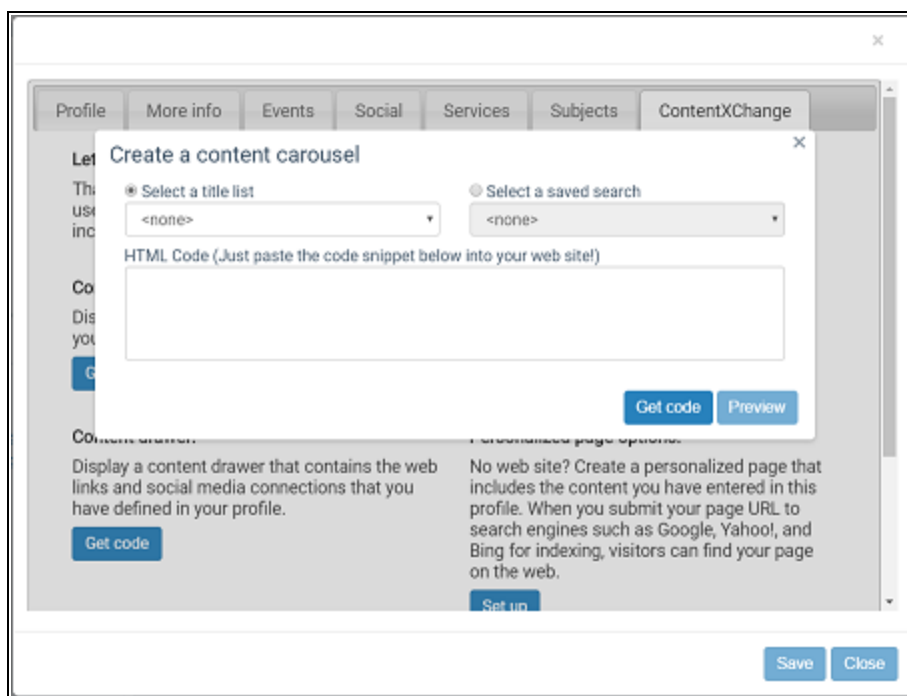 ×
Profile More info Events Social Services Subjects ContentXChange
×
Create a content carousel
Select a title list Select a saved search
<none> <none>
HTML Code (Just paste the code snippet below into your web site!)
Get code Preview
Content drawer:
Display a content drawer that contains the web
links and social media connections that you
have defined in your profile.
Get code
Personalized page options:
No web site? Create a personalized page that
includes the content you have entered in this
profile. When you submit your page URL to
search engines such as Google, Yahoo!, and
Bing for indexing, visitors can find your page
on the web.
Set up
Save Close